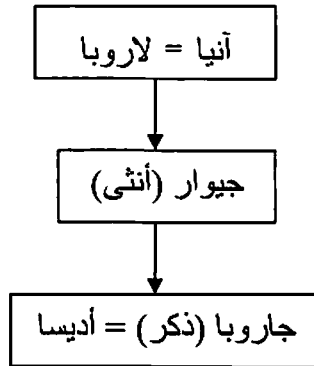 آنيا = لاروبا
جيوار (أنثى)
جاروبا (ذكر) = أديسا